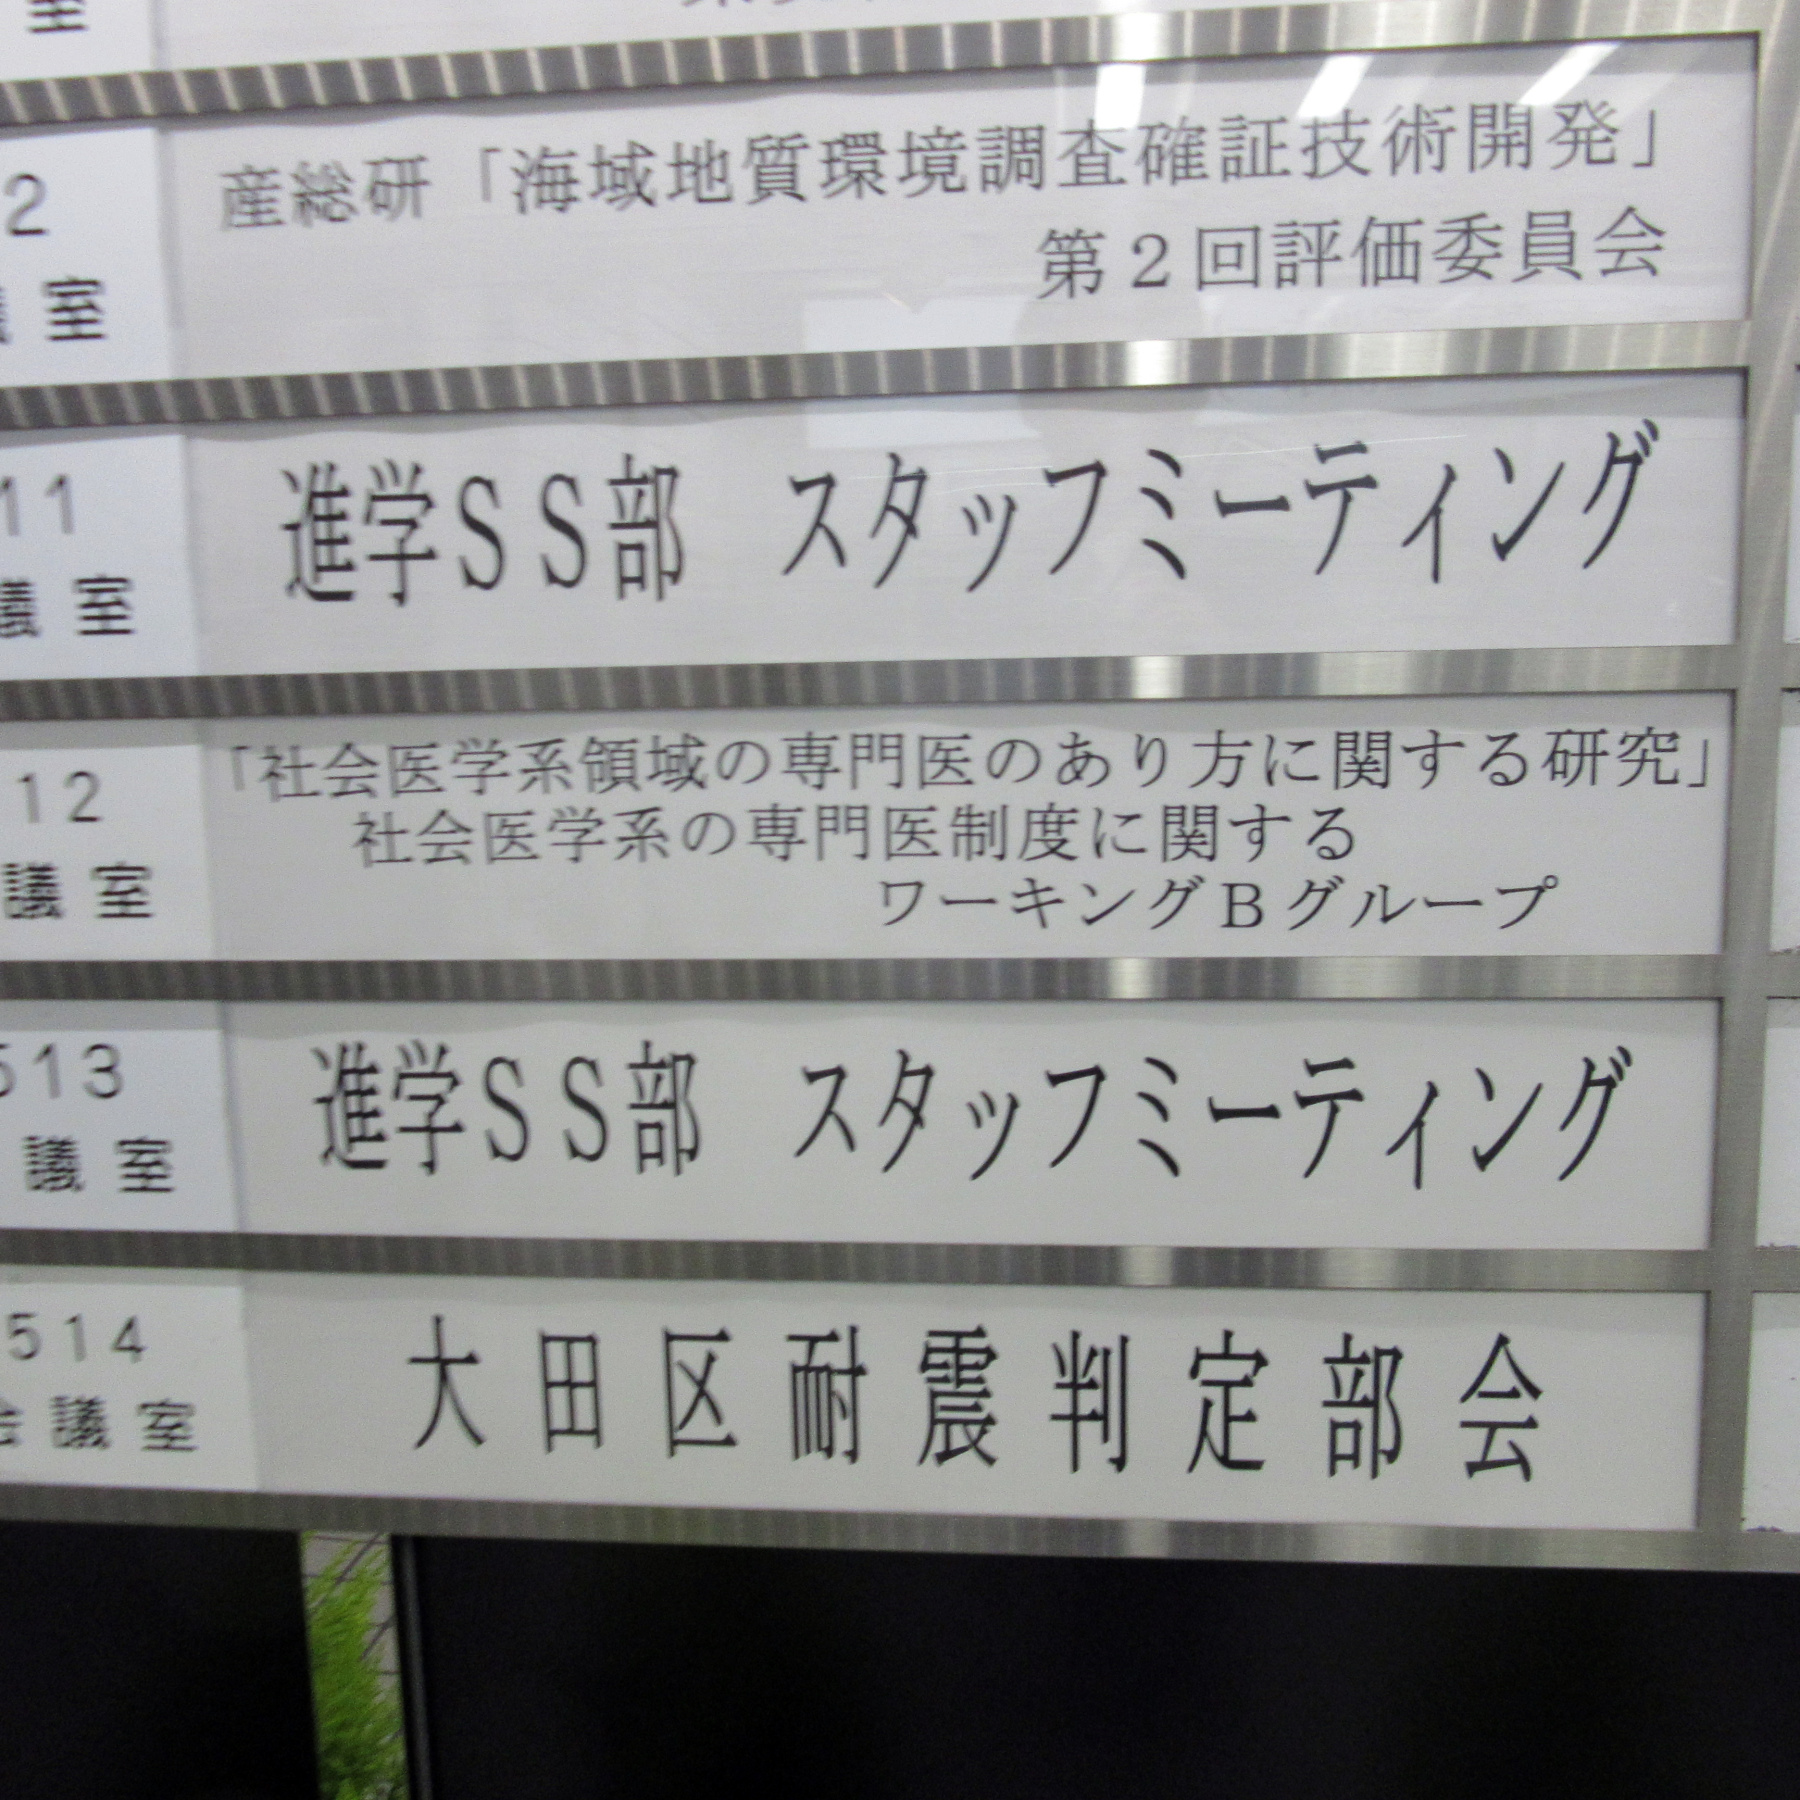 室
2
議室
産総研「海域地質環境調査確証技術開発」
第２回評価委員会
11
議室
進学ＳＳ部　スタッフミーティング
12
議室
「社会医学系領域の専門医のあり方に関する研究」
社会医学系の専門医制度に関する
ワーキングＢグループ
513
議室
進学ＳＳ部　スタッフミーティング
514
会議室
大田区耐震判定部会